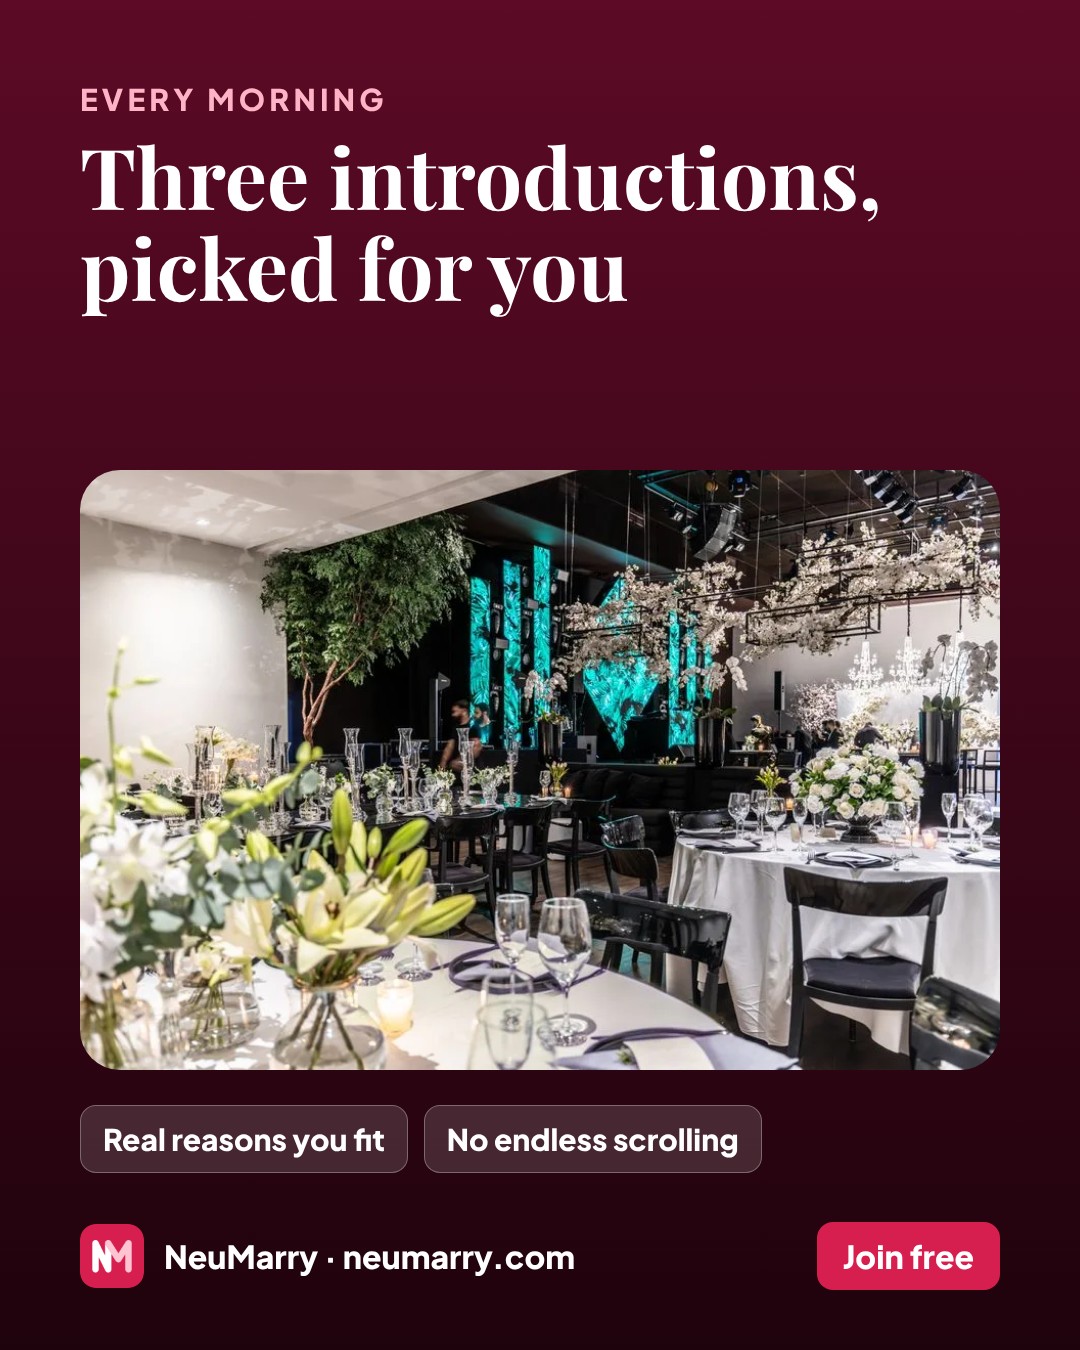 EVERY MORNING
Three introductions,
picked for you
Real reasons you fit
No endless scrolling
NM
NeuMarry · neumarry.com
Join free